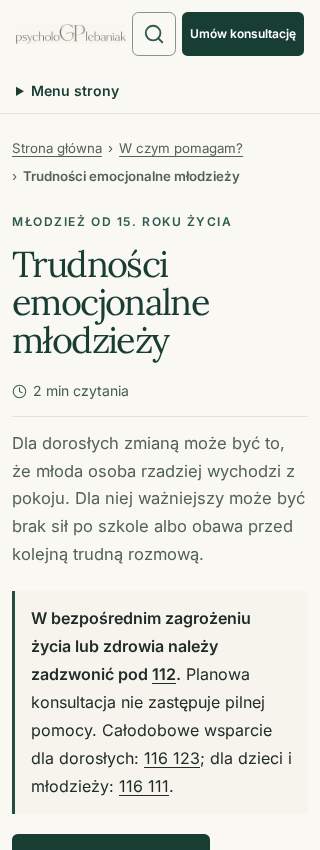 psycholoGPlebaniak
Umów konsultację
Menu strony
Strona główna › W czym pomagam?
› Trudności emocjonalne młodzieży
MŁODZIEŻ OD 15. ROKU ŻYCIA
Trudności
emocjonalne
młodzieży
2 min czytania
Dla dorosłych zmianą może być to,
że młoda osoba rzadziej wychodzi z
pokoju. Dla niej ważniejszy może być
brak sił po szkole albo obawa przed
kolejną trudną rozmową.
W bezpośrednim zagrożeniu
życia lub zdrowia należy
zadzwonić pod 112. Planowa
konsultacja nie zastępuje pilnej
pomocy. Całodobowe wsparcie
dla dorosłych: 116 123; dla dzieci i
młodzieży: 116 111.